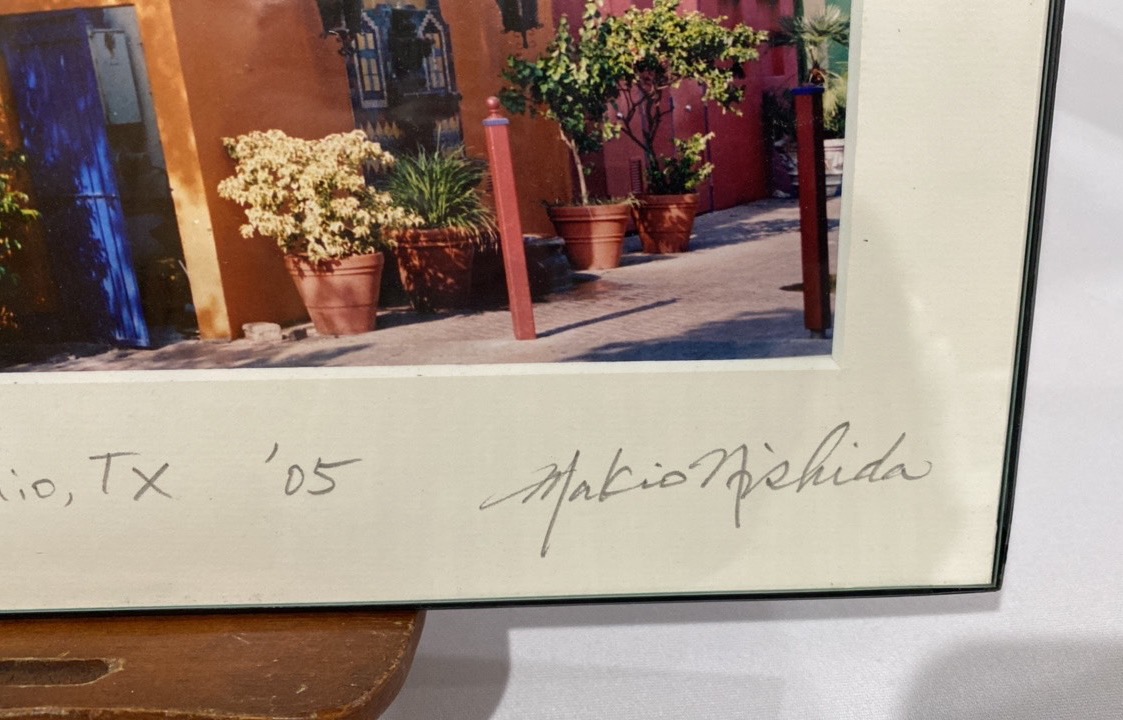 io, TX '05 Makio Nishida